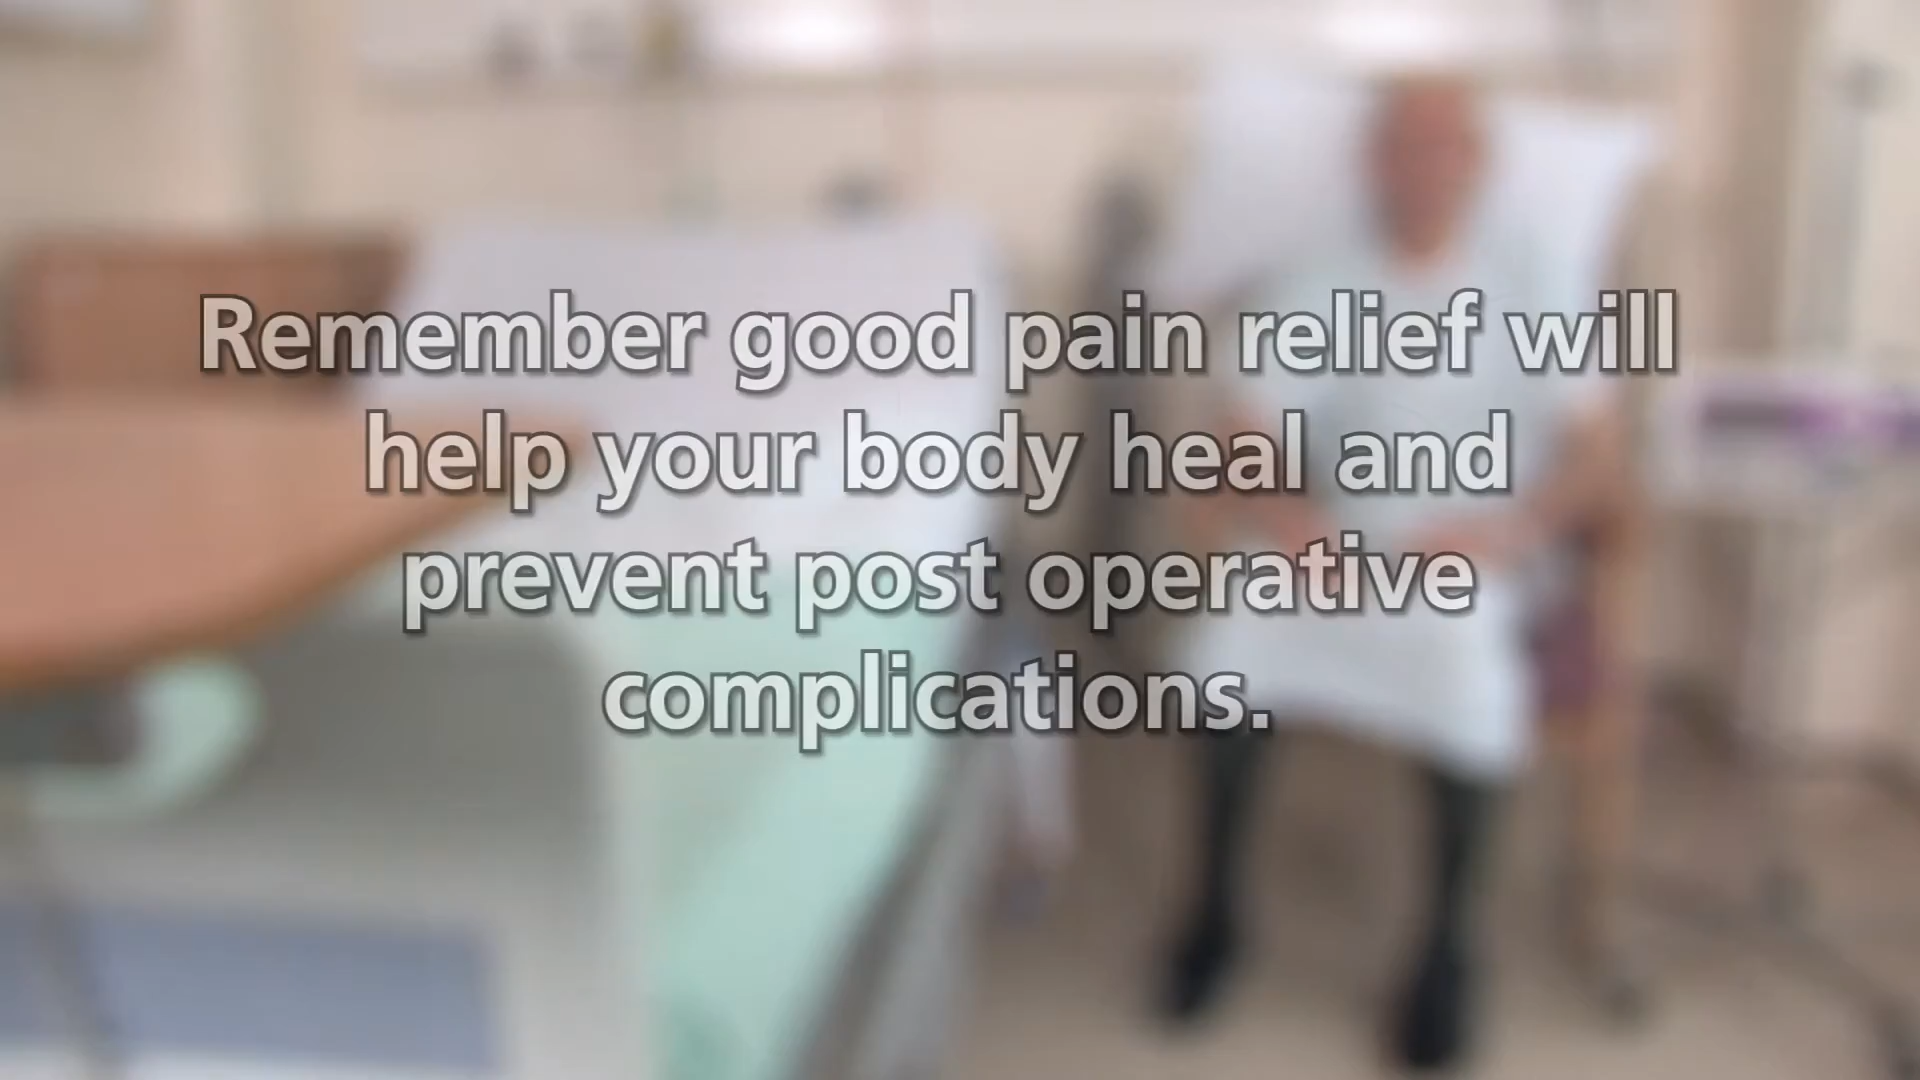 Remember good pain relief will
help your body heal and
prevent post operative
complications.